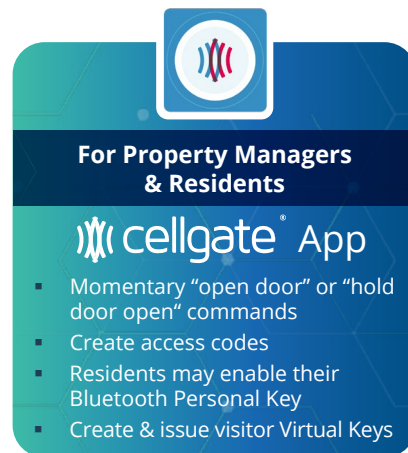 For Property Managers
& Residents
cellgate® App
▪ Momentary “open door” or “hold
door open“ commands
▪ Create access codes
▪ Residents may enable their
Bluetooth Personal Key
▪ Create & issue visitor Virtual Keys